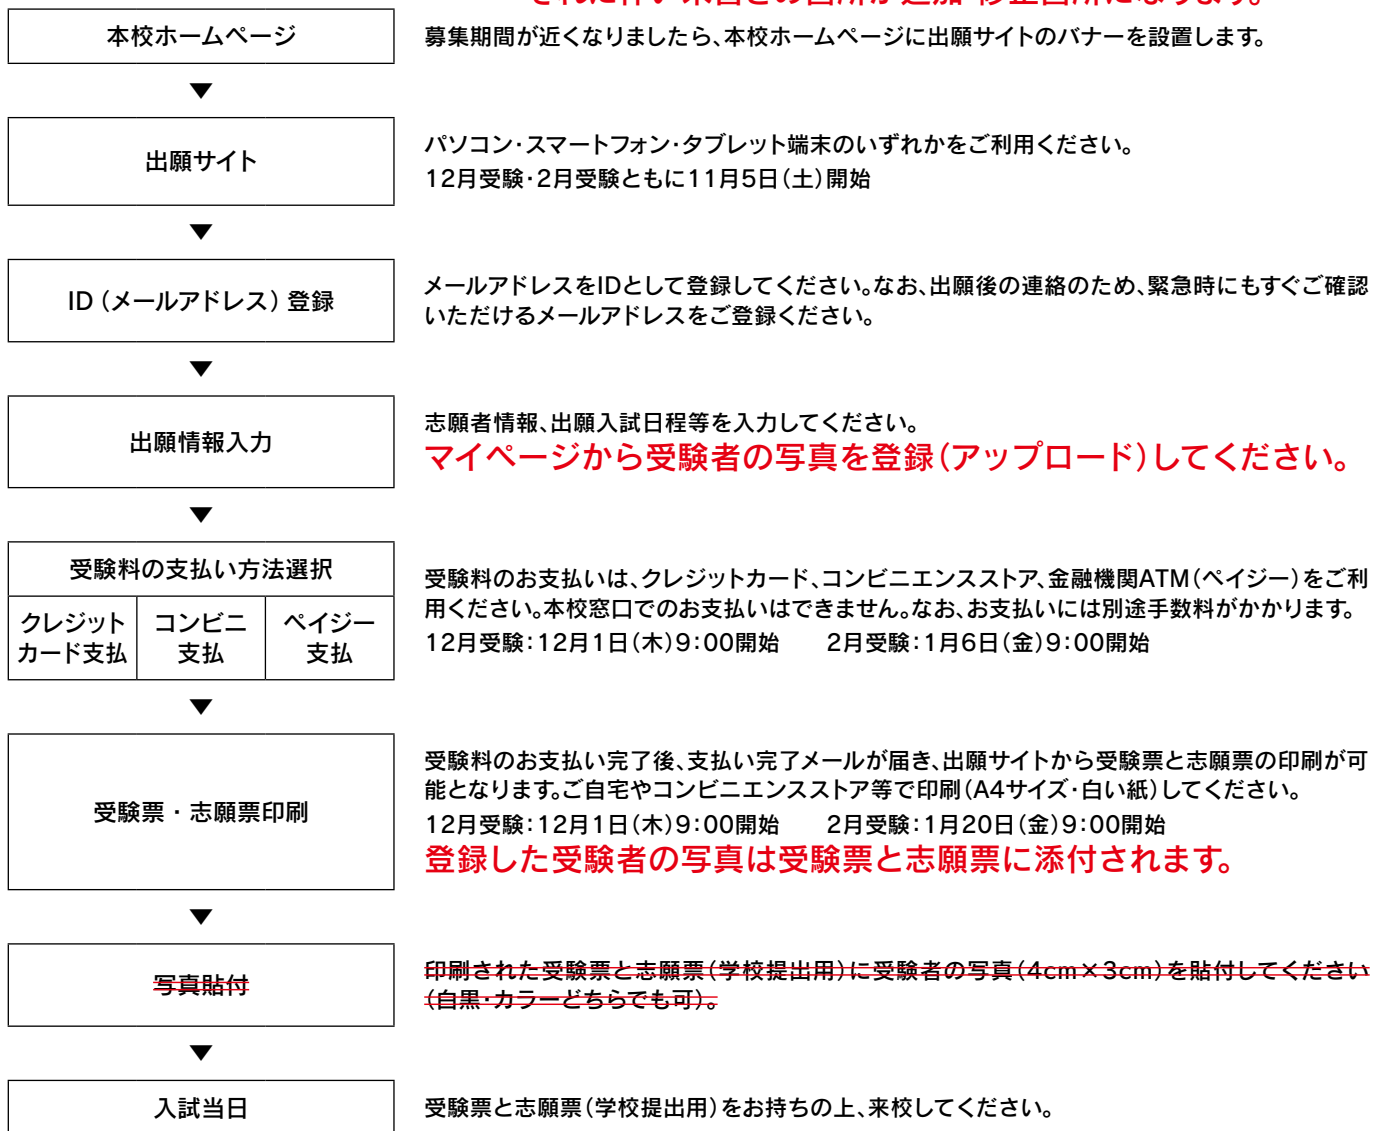 それに伴い朱書きの箇所が追加・修正箇所になります。
本校ホームページ
募集期間が近くなりましたら、本校ホームページに出願サイトのバナーを設置します。
▼
出願サイト
パソコン・スマートフォン・タブレット端末のいずれかをご利用ください。
12月受験・2月受験ともに11月5日(土)開始
▼
ID（メールアドレス）登録
メールアドレスをIDとして登録してください。なお、出願後の連絡のため、緊急時にもすぐご確認
いただけるメールアドレスをご登録ください。
▼
出願情報入力
志願者情報、出願入試日程等を入力してください。
マイページから受験者の写真を登録(アップロード)してください。
▼
受験料の支払い方法選択
クレジット
カード支払
コンビニ
支払
ペイジー
支払
受験料のお支払いは、クレジットカード、コンビニエンスストア、金融機関ATM(ペイジー)をご利
用ください。本校窓口でのお支払いはできません。なお、お支払いには別途手数料がかかります。
12月受験:12月1日(木)9:00開始　　2月受験:1月6日(金)9:00開始
▼
受験票・志願票印刷
受験料のお支払い完了後、支払い完了メールが届き、出願サイトから受験票と志願票の印刷が可
能となります。ご自宅やコンビニエンスストア等で印刷(A4サイズ・白い紙)してください。
12月受験:12月1日(木)9:00開始　　2月受験:1月20日(金)9:00開始
登録した受験者の写真は受験票と志願票に添付されます。
▼
写真貼付
印刷された受験票と志願票(学校提出用)に受験者の写真(4cm×3cm)を貼付してください
(白黒・カラーどちらでも可)。
▼
入試当日
受験票と志願票(学校提出用)をお持ちの上、来校してください。